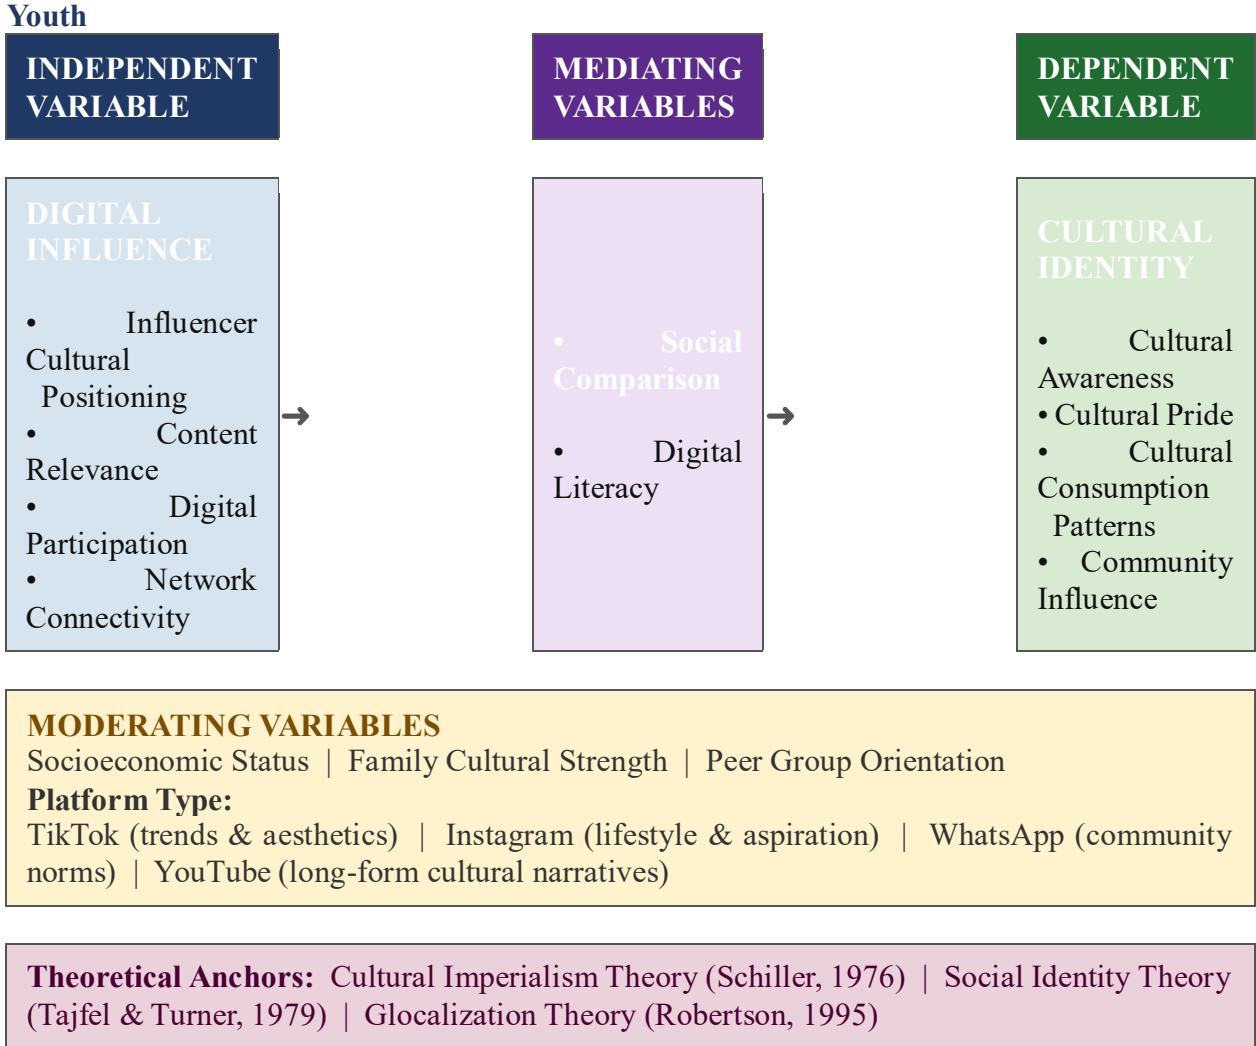 Youth
INDEPENDENT
VARIABLE
MEDIATING
VARIABLES
DEPENDENT
VARIABLE
DIGITAL
INFLUENCE
• Influencer
Cultural
Positioning
• Content
Relevance
• Digital
Participation
• Network
Connectivity
➔
• Social
Comparison
• Digital
Literacy
➔
CULTURAL
IDENTITY
• Cultural
Awareness
• Cultural Pride
• Cultural
Consumption
Patterns
• Community
Influence
MODERATING VARIABLES
Socioeconomic Status | Family Cultural Strength | Peer Group Orientation
Platform Type:
TikTok (trends & aesthetics) | Instagram (lifestyle & aspiration) | WhatsApp (community
norms) | YouTube (long-form cultural narratives)
Theoretical Anchors: Cultural Imperialism Theory (Schiller, 1976) | Social Identity Theory
(Tajfel & Turner, 1979) | Glocalization Theory (Robertson, 1995)